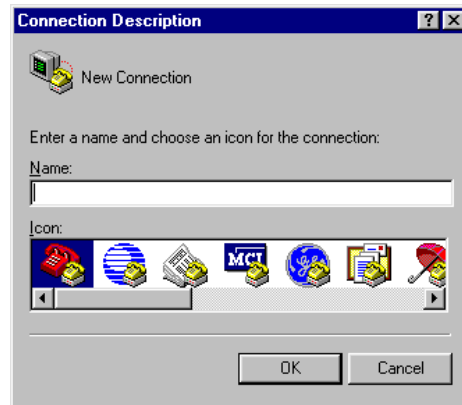 Connection Description
New Connection
Enter a name and choose an icon for the connection:
Name:
Icon:
MCI
OK Cancel